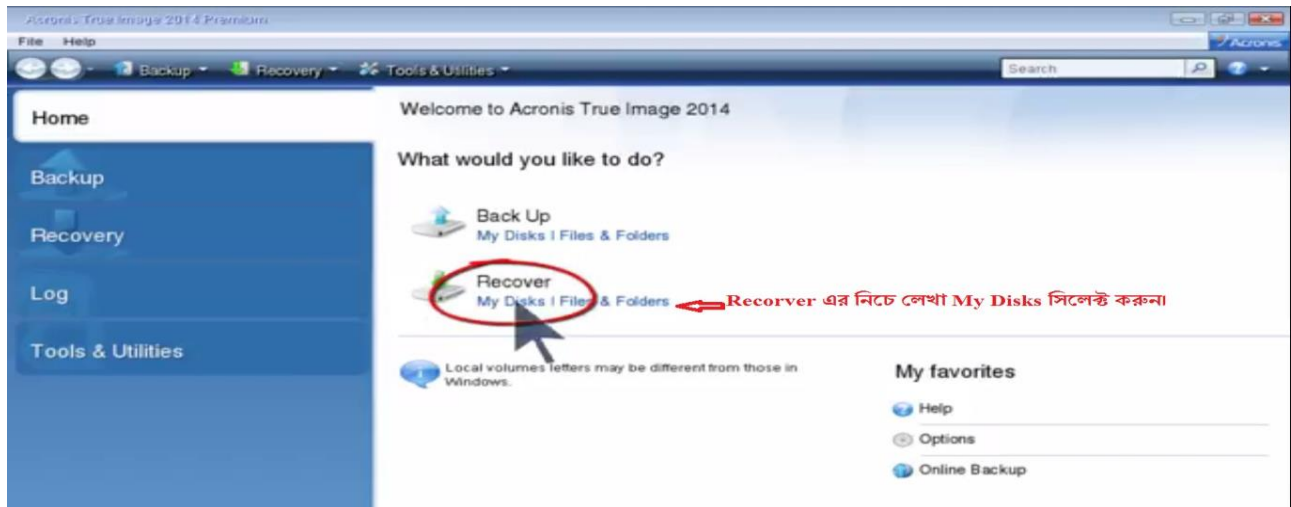 Acronis True Image 2014 Premium
File Help
Acronis
Backup Recovery Tools & Utilities Search
Home
Welcome to Acronis True Image 2014
What would you like to do?
Backup
Back Up
My Disks | Files & Folders
Recovery
Recover
My Disks | Files & Folders
Recorver এর নিচে লেখা My Disks সিলেক্ট করুন।
Log
Tools & Utilities
Local volumes letters may be different from those in
Windows.
My favorites
Help
Options
Online Backup